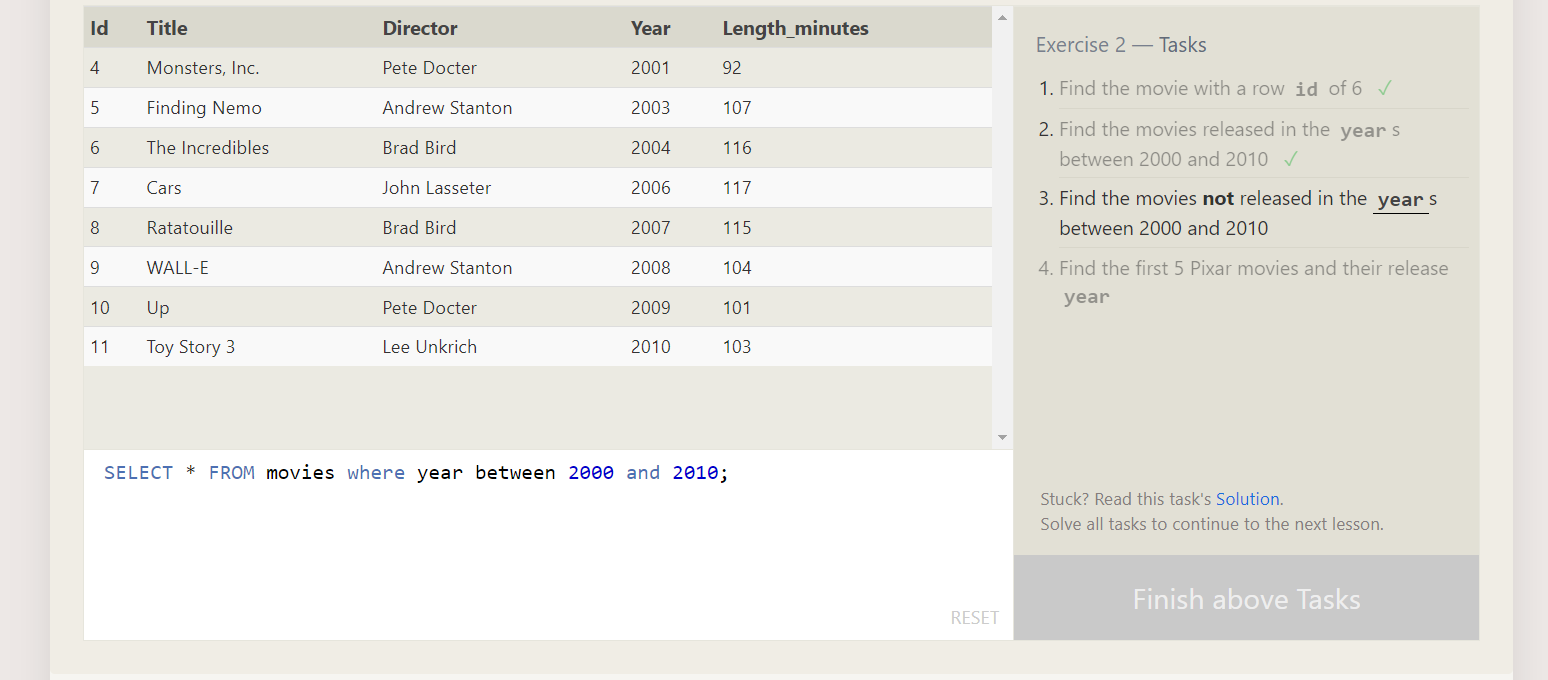 Id Title Director Year Length_minutes
4 Monsters, Inc. Pete Docter 2001 92
5 Finding Nemo Andrew Stanton 2003 107
6 The Incredibles Brad Bird 2004 116
7 Cars John Lasseter 2006 117
8 Ratatouille Brad Bird 2007 115
9 WALL-E Andrew Stanton 2008 104
10 Up Pete Docter 2009 101
11 Toy Story 3 Lee Unkrich 2010 103
SELECT * FROM movies where year between 2000 and 2010;
RESET
Exercise 2 — Tasks
1. Find the movie with a row id of 6 ✓
2. Find the movies released in the year s
between 2000 and 2010 ✓
3. Find the movies not released in the year s
between 2000 and 2010
4. Find the first 5 Pixar movies and their release
year
Stuck? Read this task's Solution.
Solve all tasks to continue to the next lesson.
Finish above Tasks